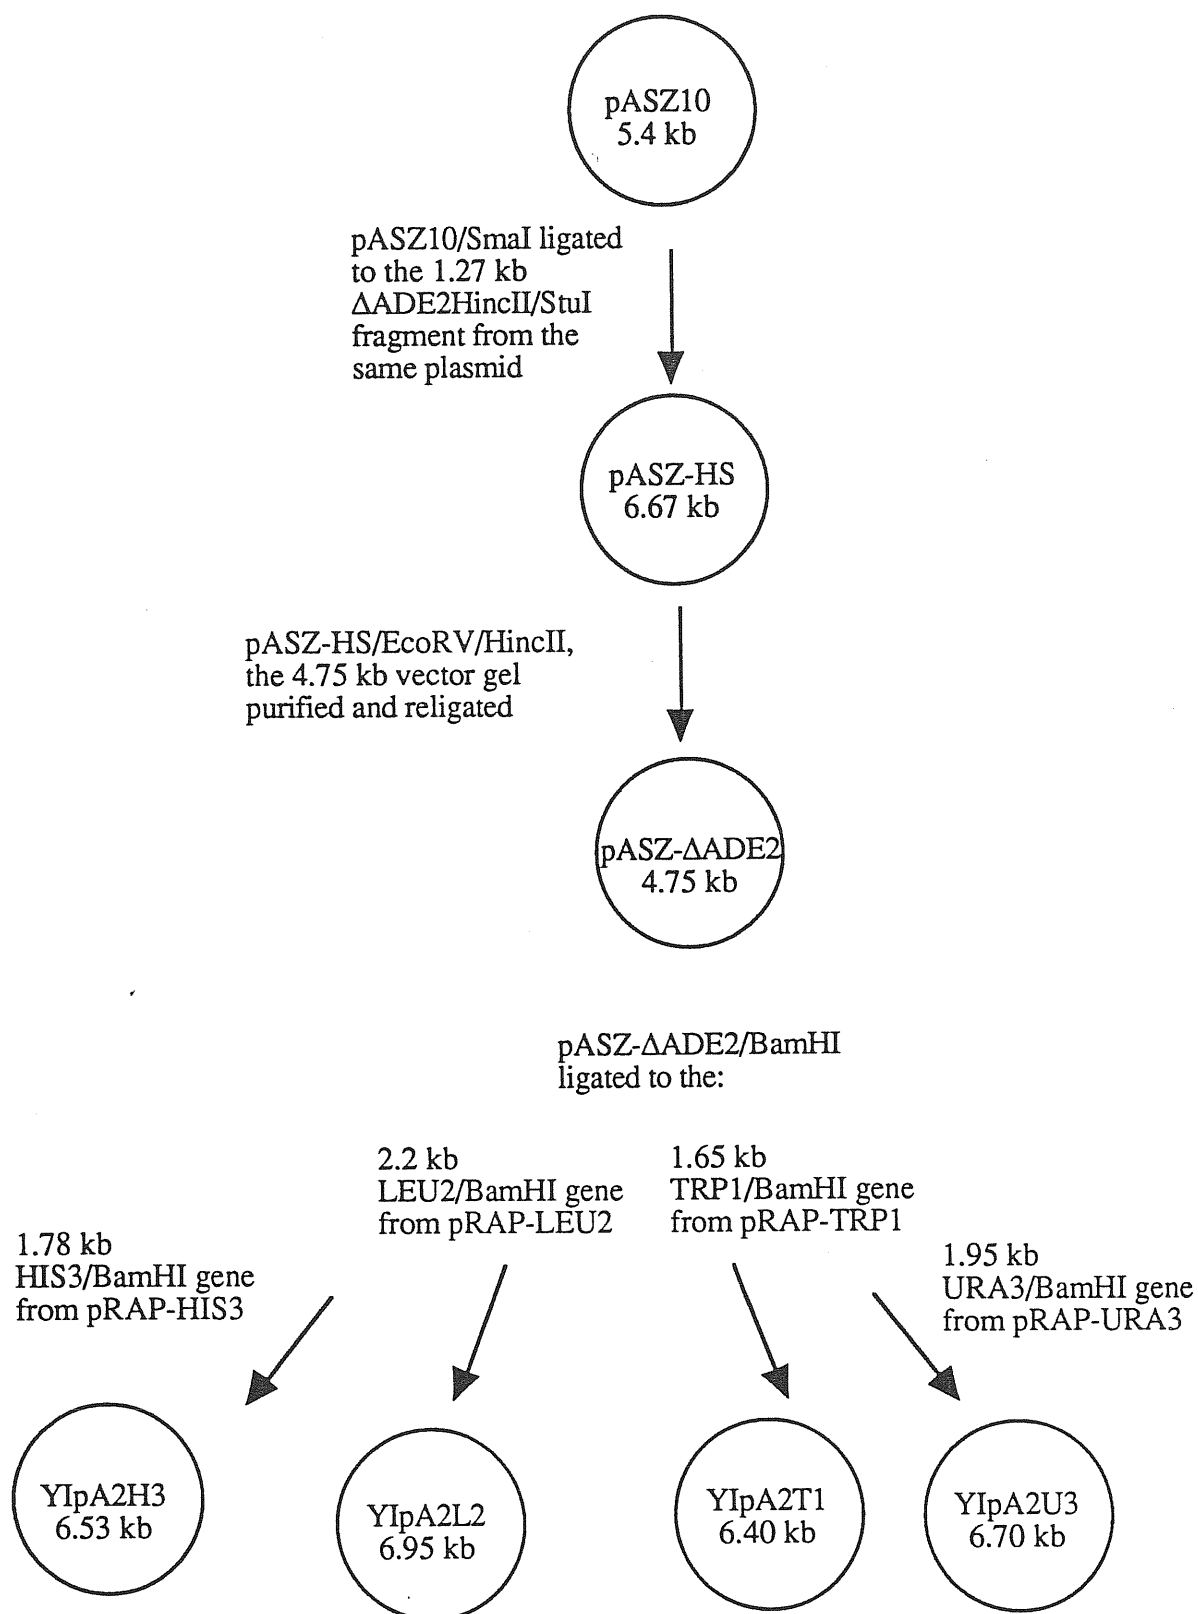 pASZ10
5.4 kb
pASZ10/SmaI ligated
to the 1.27 kb
ΔADE2HincII/StuI
fragment from the
same plasmid
pASZ-HS
6.67 kb
pASZ-HS/EcoRV/HincII,
the 4.75 kb vector gel
purified and religated
pASZ-ΔADE2
4.75 kb
pASZ-ΔADE2/BamHI
ligated to the:
1.78 kb
HIS3/BamHI gene
from pRAP-HIS3
2.2 kb
LEU2/BamHI gene
from pRAP-LEU2
1.65 kb
TRP1/BamHI gene
from pRAP-TRP1
1.95 kb
URA3/BamHI gene
from pRAP-URA3
YIpA2H3
6.53 kb
YIpA2L2
6.95 kb
YIpA2T1
6.40 kb
YIpA2U3
6.70 kb